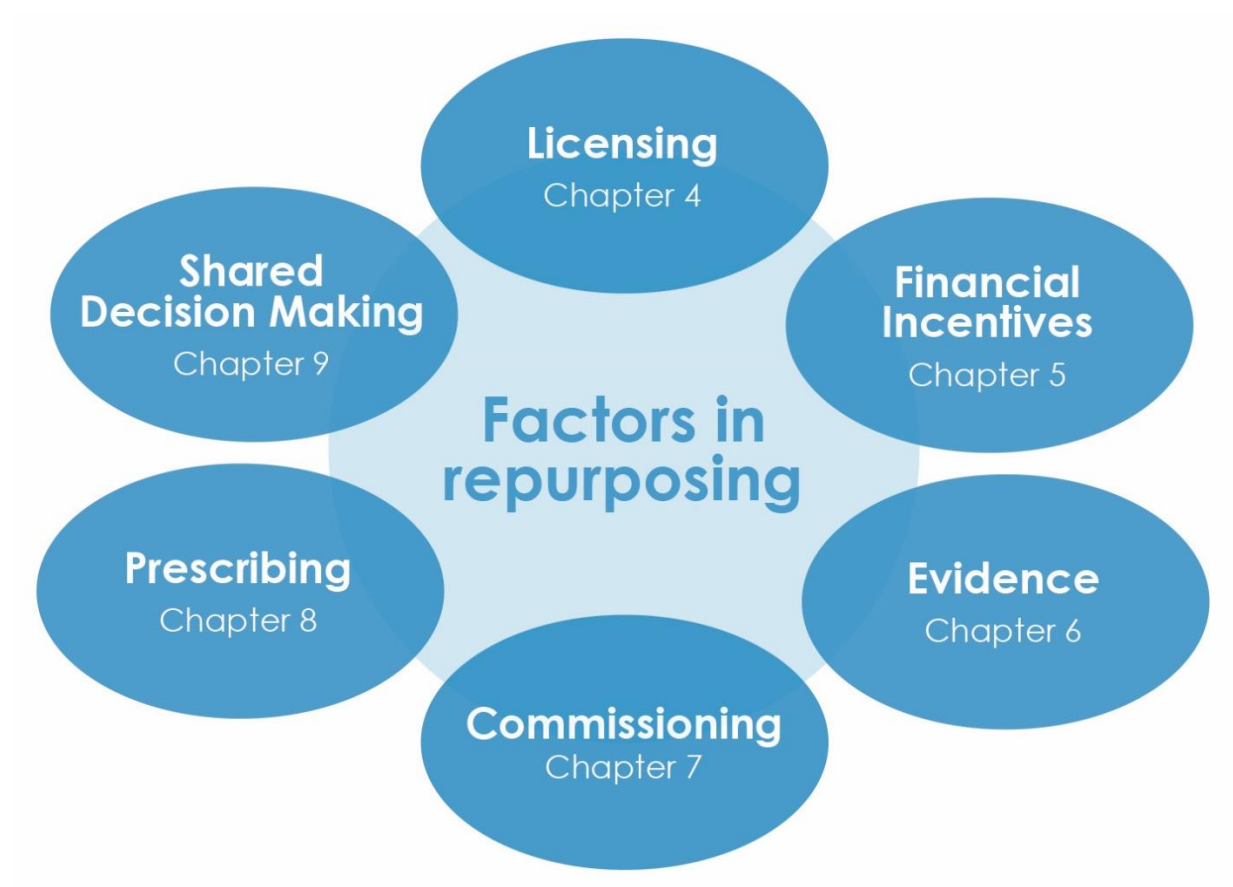 Licensing
Chapter 4
Shared
Decision Making
Chapter 9
Financial
Incentives
Chapter 5
Factors in
repurposing
Prescribing
Chapter 8
Evidence
Chapter 6
Commissioning
Chapter 7